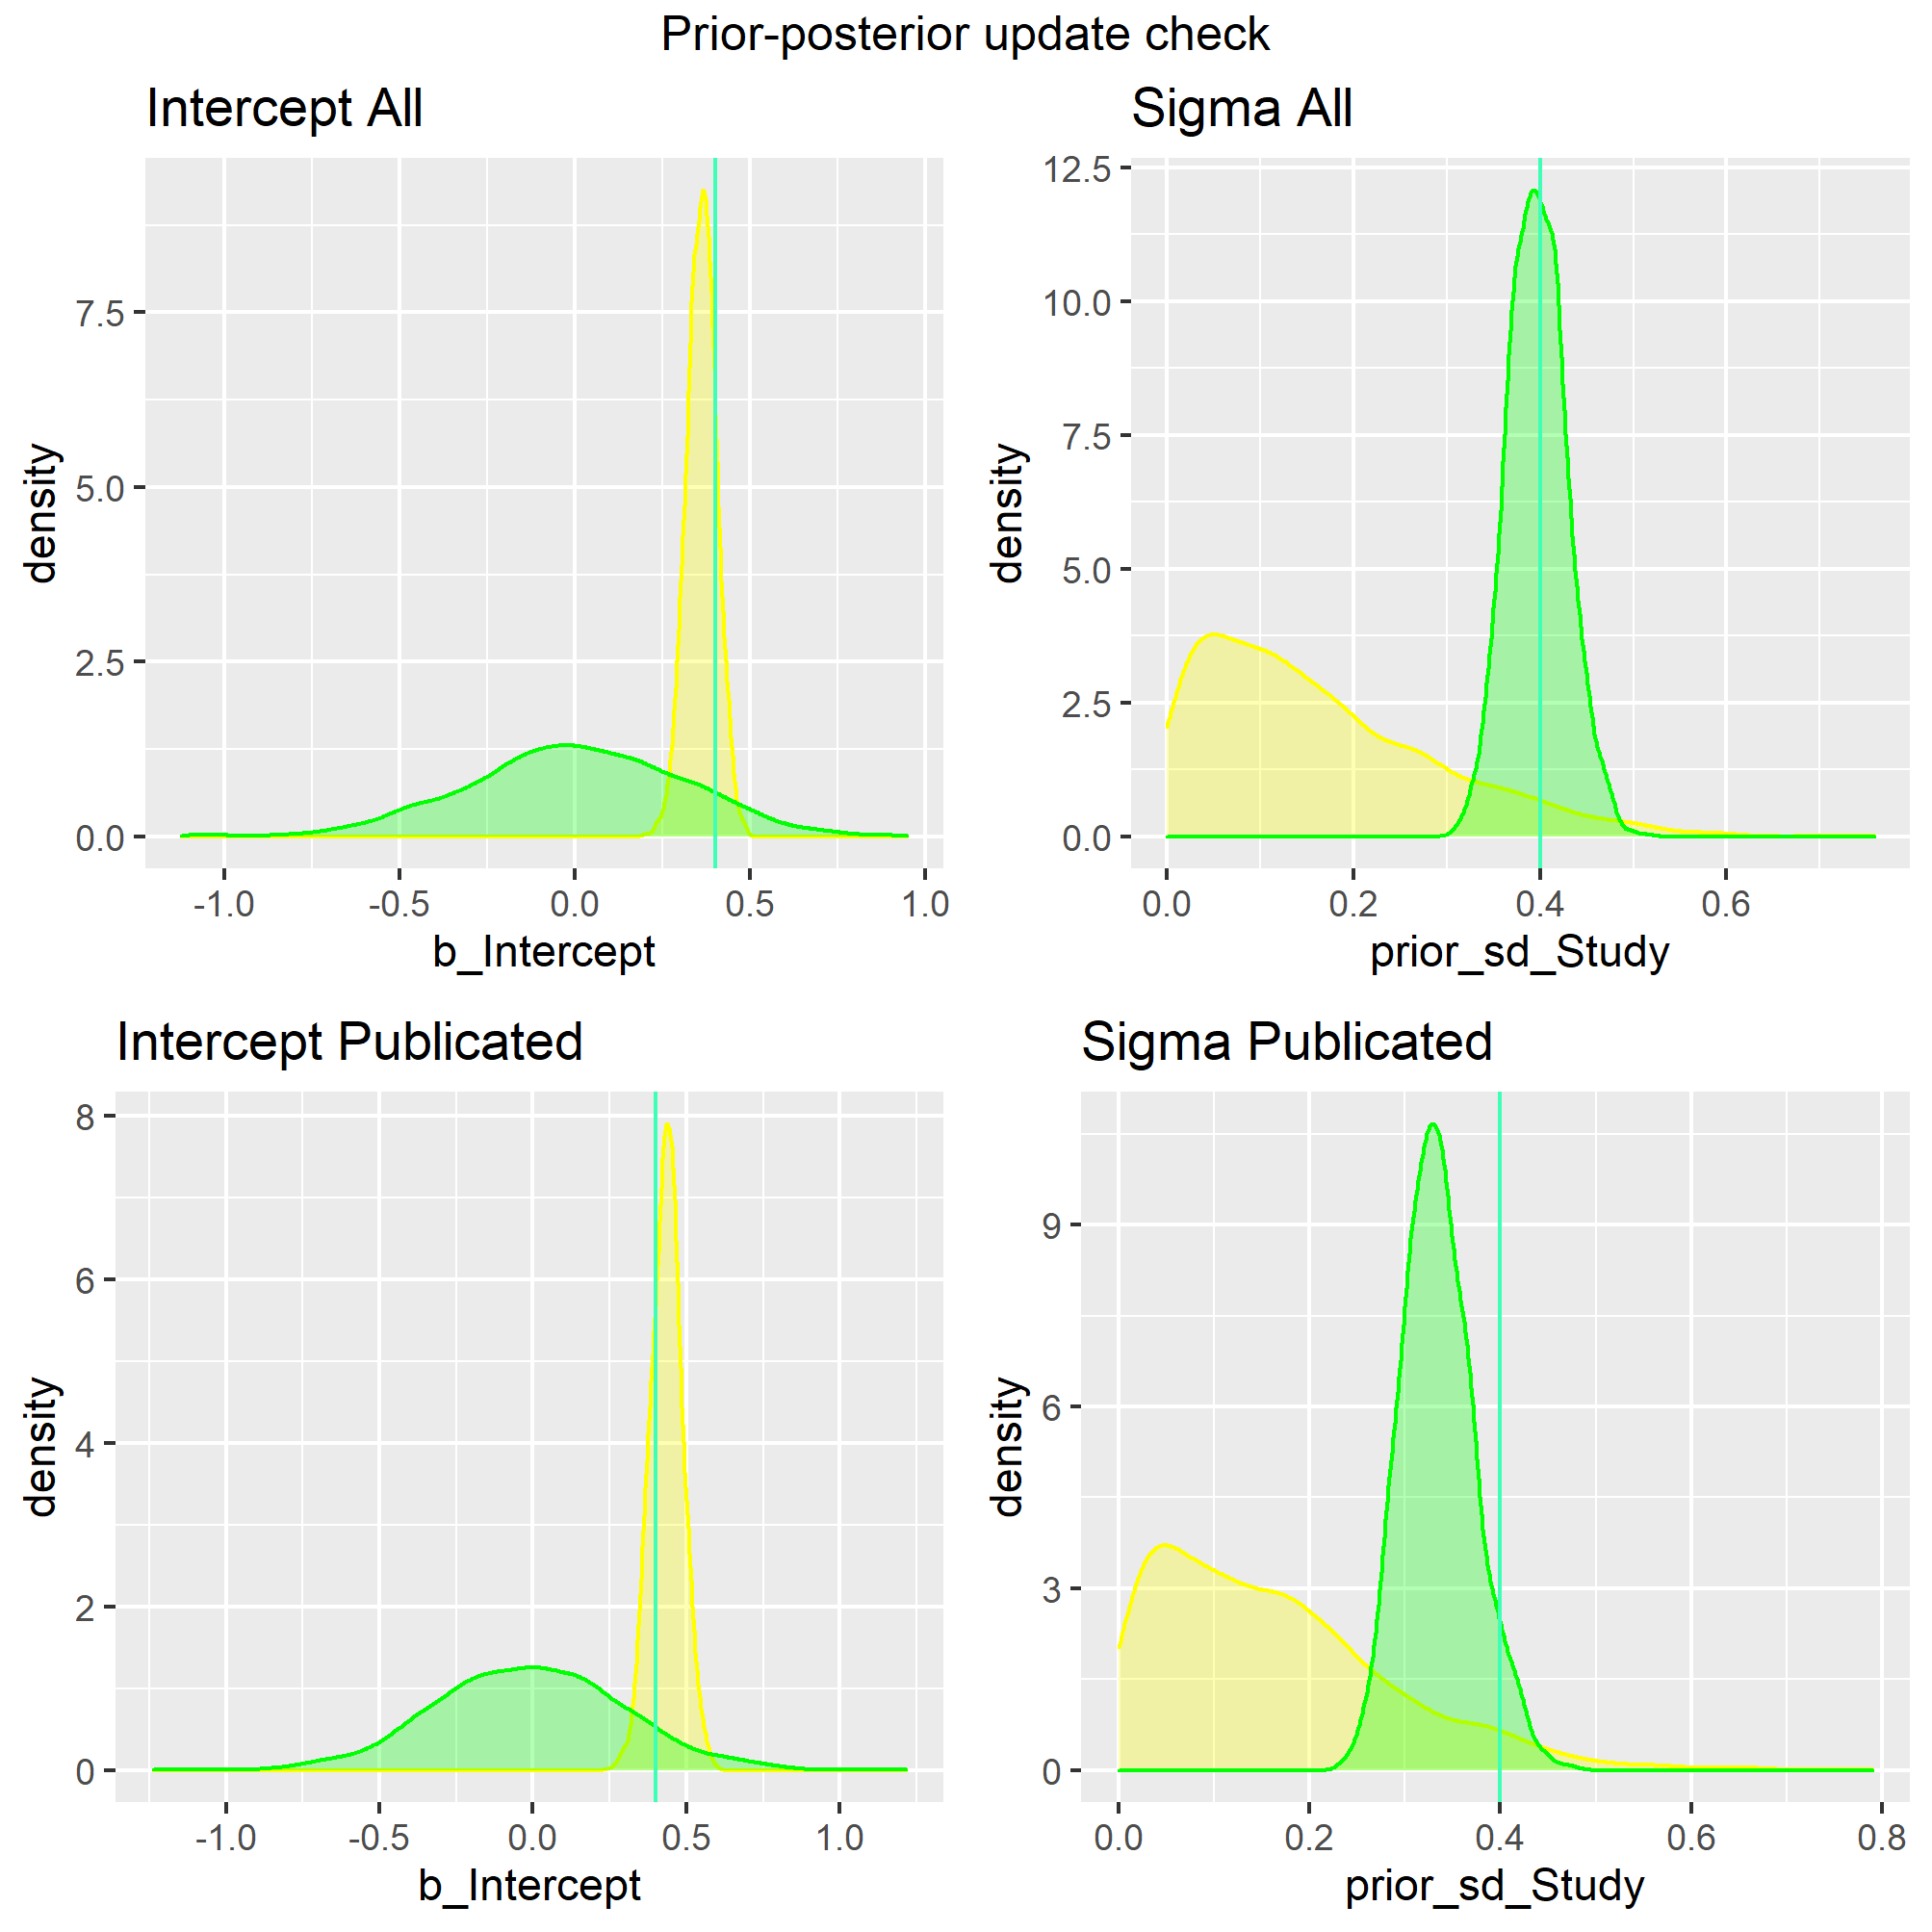 Prior-posterior update check
Intercept All
density
7.5
5.0
2.5
0.0
-1.0 -0.5 0.0 0.5 1.0
b_Intercept
Sigma All
density
12.5
10.0
7.5
5.0
2.5
0.0
0.0 0.2 0.4 0.6
prior_sd_Study
Intercept Publicated
density
8
6
4
2
0
-1.0 -0.5 0.0 0.5 1.0
b_Intercept
Sigma Publicated
density
9
6
3
0
0.0 0.2 0.4 0.6 0.8
prior_sd_Study